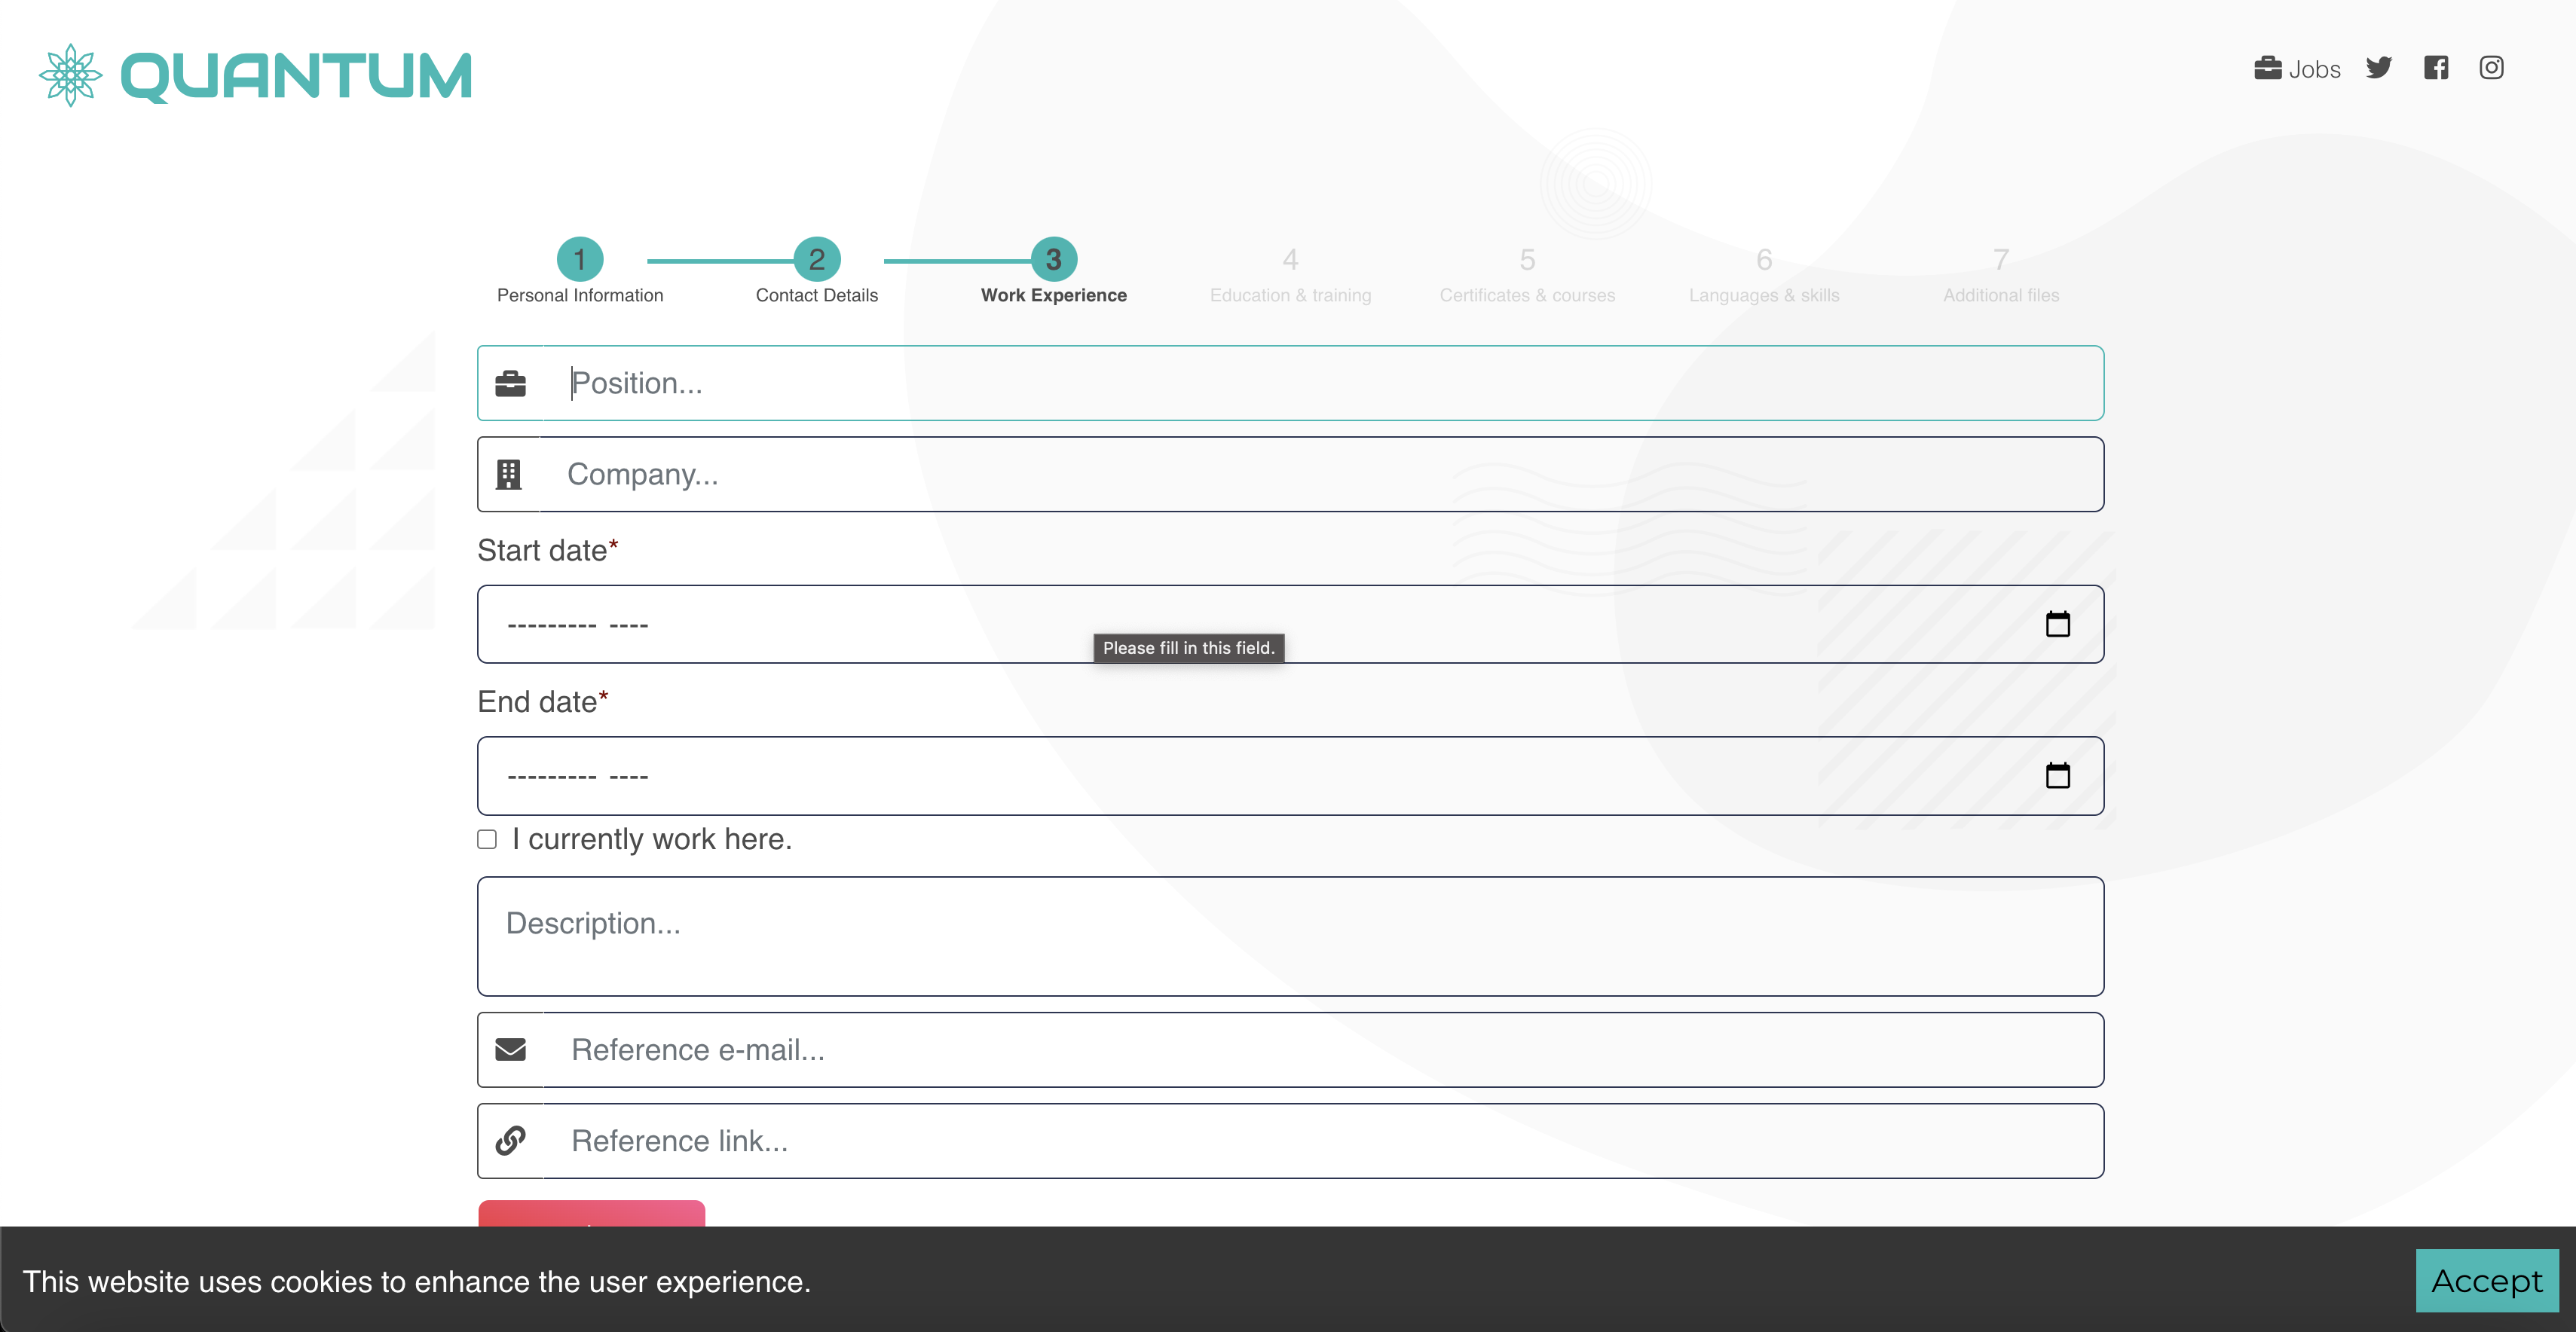 QUANTUM
Jobs
1 2 3 4 5 6 7
Personal Information Contact Details Work Experience Education & training Certificates & courses Languages & skills Additional files
Position...
Company...
Start date*
--------- ----
Please fill in this field.
End date*
--------- ----
I currently work here.
Description...
Reference e-mail...
Reference link...
This website uses cookies to enhance the user experience.
Accept